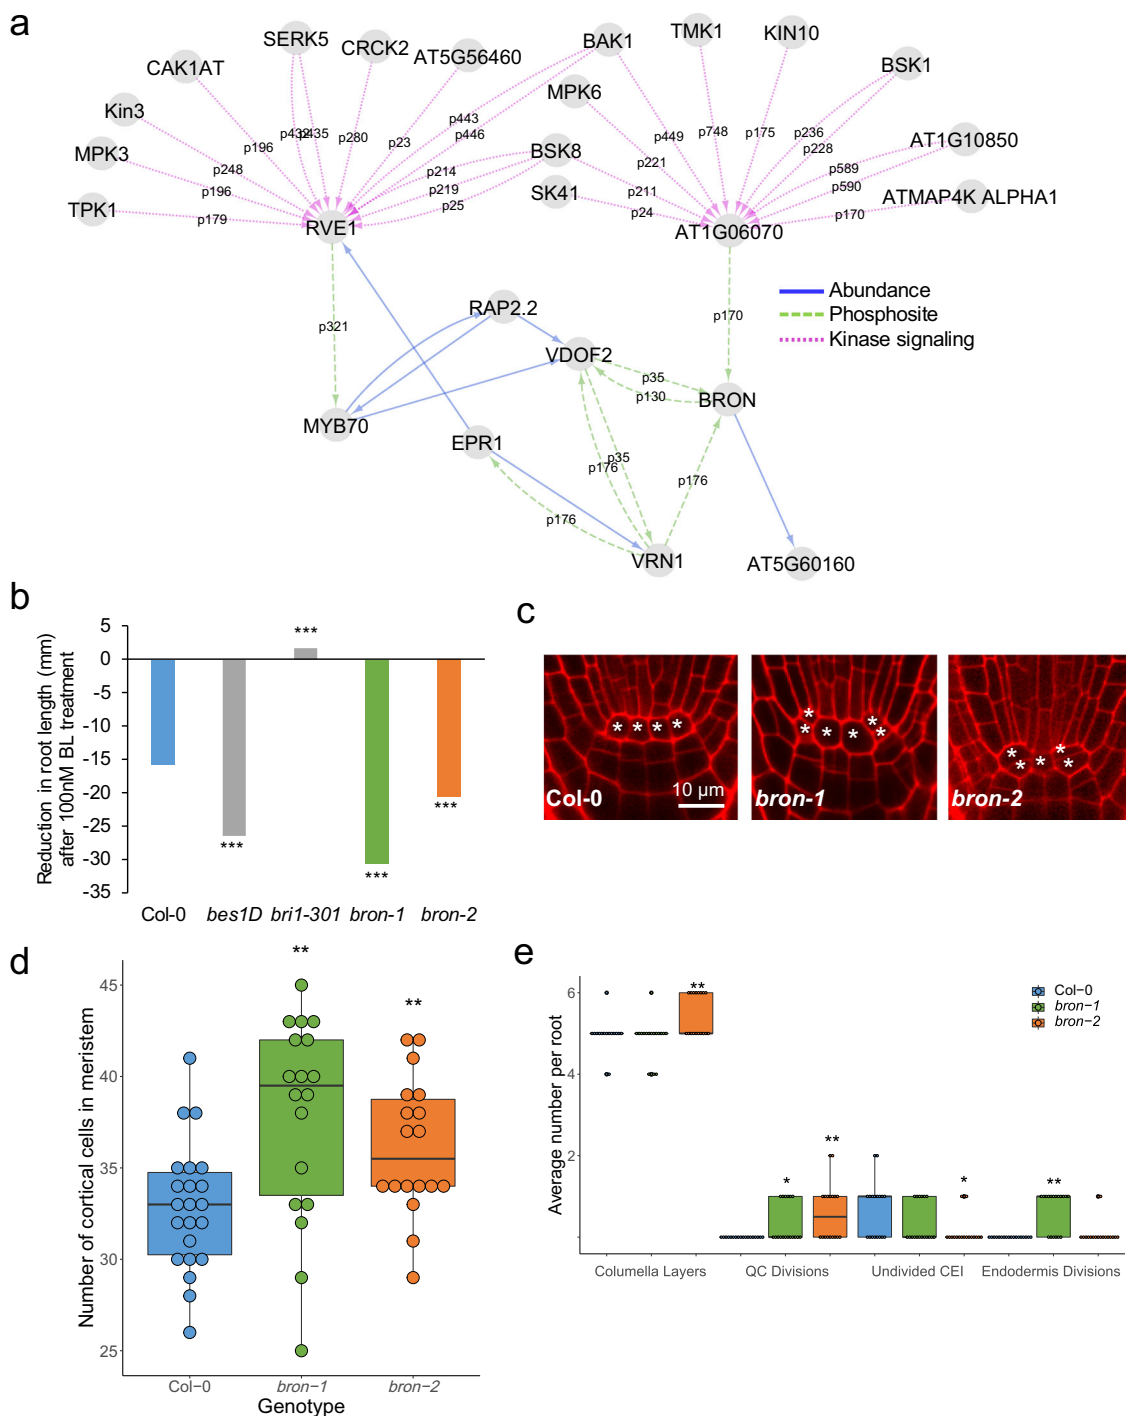 a
SERK5
CRCK2
AT5G56460
CAK1AT
Kin3
MPK3
TPK1
BAK1
TMK1
KIN10
BSK1
MPK6
AT1G10850
BSK8
SK41
ATMAP4K ALPHA1
p432
p435
p280
p23
p443
p446
p196
p248
p196
p179
p214
p219
p25
p449
p748
p175
p236
p228
p221
p211
p24
p589
p590
p170
RVE1
AT1G06070
Abundance
Phosphosite
Kinase signaling
p321
p170
RAP2.2
VDOF2
p35
p130
BRON
MYB70
EPR1
p35
p176
p176
p176
VRN1
AT5G60160
b
Reduction in root length (mm)
after 100nM BL treatment
5
0
-5
-10
-15
-20
-25
-30
-35
***
***
***
***
Col-0
bes1D
bri1-301
bron-1
bron-2
c
* * * *
Col-0
10 µm
* * * * * *
bron-1
* * * * *
bron-2
d
Number of cortical cells in meristem
45
40
35
30
25
**
**
Col−0
bron−1
bron−2
Genotype
e
Average number per root
6
4
2
**
*
**
*
**
Col−0
bron−1
bron−2
Columella Layers
QC Divisions
Undivided CEI
Endodermis Divisions